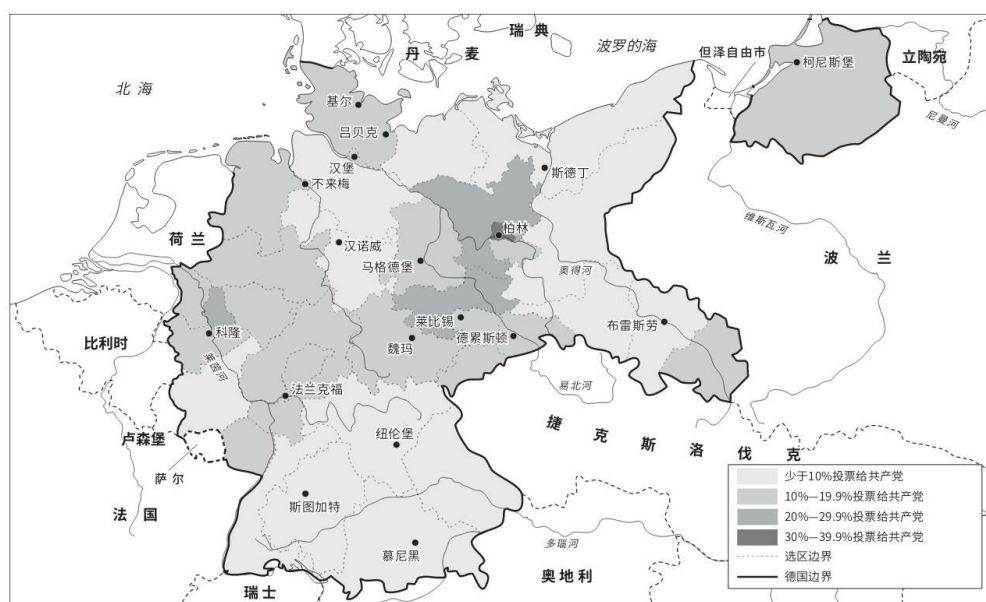 瑞典
丹麦
波罗的海
但泽自由市
立陶宛
北海
柯尼斯堡
基尔
吕贝克
尼曼河
汉堡
不来梅
斯德丁
维斯瓦河
柏林
荷兰
汉诺威
马格德堡
波兰
奥得河
莱比锡
布雷斯劳
科隆
比利时
魏玛
德累斯顿
莱茵河
法兰克福
易北河
卢森堡
纽伦堡
捷克斯洛伐克
萨尔
少于10%投票给共产党
10%—19.9%投票给共产党
斯图加特
法国
20%—29.9%投票给共产党
30%—39.9%投票给共产党
多瑙河
慕尼黑
选区边界
奥地利
德国边界
瑞士